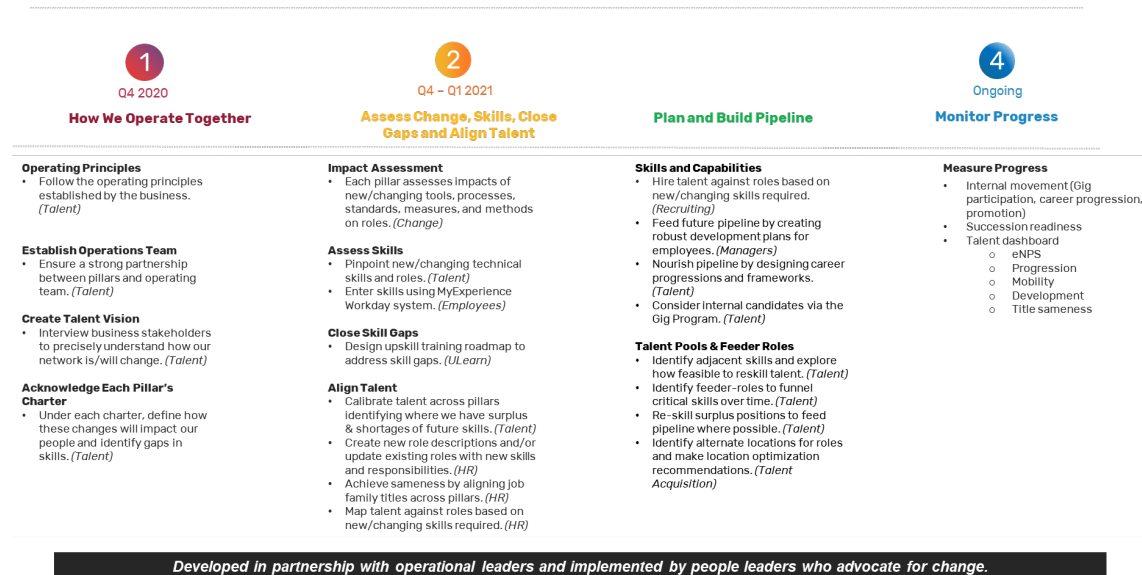 1
Q4 2020
How We Operate Together
2
Q4 – Q1 2021
Assess Change, Skills, Close
Gaps and Align Talent
Plan and Build Pipeline
4
Ongoing
Monitor Progress
Operating Principles
• Follow the operating principles
established by the business.
(Talent)
Establish Operations Team
• Ensure a strong partnership
between pillars and operating
team. (Talent)
Create Talent Vision
• Interview business stakeholders
to precisely understand how our
network is/will change. (Talent)
Acknowledge Each Pillar's
Charter
• Under each charter, define how
these changes will impact our
people and identify gaps in
skills. (Talent)
Impact Assessment
• Each pillar assesses impacts of
new/changing tools, processes,
standards, measures, and methods
on roles. (Change)
Assess Skills
• Pinpoint new/changing technical
skills and roles. (Talent)
• Enter skills using MyExperience
Workday system. (Employees)
Close Skill Gaps
• Design upskill training roadmap to
address skill gaps. (ULearn)
Align Talent
• Calibrate talent across pillars
identifying where we have surplus
& shortages of future skills. (Talent)
• Create new role descriptions and/or
update existing roles with new skills
and responsibilities. (HR)
• Achieve sameness by aligning job
family titles across pillars. (HR)
• Map talent against roles based on
new/changing skills required. (HR)
Skills and Capabilities
• Hire talent against roles based on
new/changing skills required.
(Recruiting)
• Feed future pipeline by creating
robust development plans for
employees. (Managers)
• Nourish pipeline by designing career
progressions and frameworks.
(Talent)
• Consider internal candidates via the
Gig Program. (Talent)
Talent Pools & Feeder Roles
• Identify adjacent skills and explore
how feasible to reskill talent. (Talent)
• Identify feeder-roles to funnel
critical skills over time. (Talent)
• Re-skill surplus positions to feed
pipeline where possible. (Talent)
• Identify alternate locations for roles
and make location optimization
recommendations. (Talent
Acquisition)
Measure Progress
• Internal movement (Gig
participation, career progression,
promotion)
• Succession readiness
• Talent dashboard
o eNPS
o Progression
o Mobility
o Development
o Title sameness
Developed in partnership with operational leaders and implemented by people leaders who advocate for change.